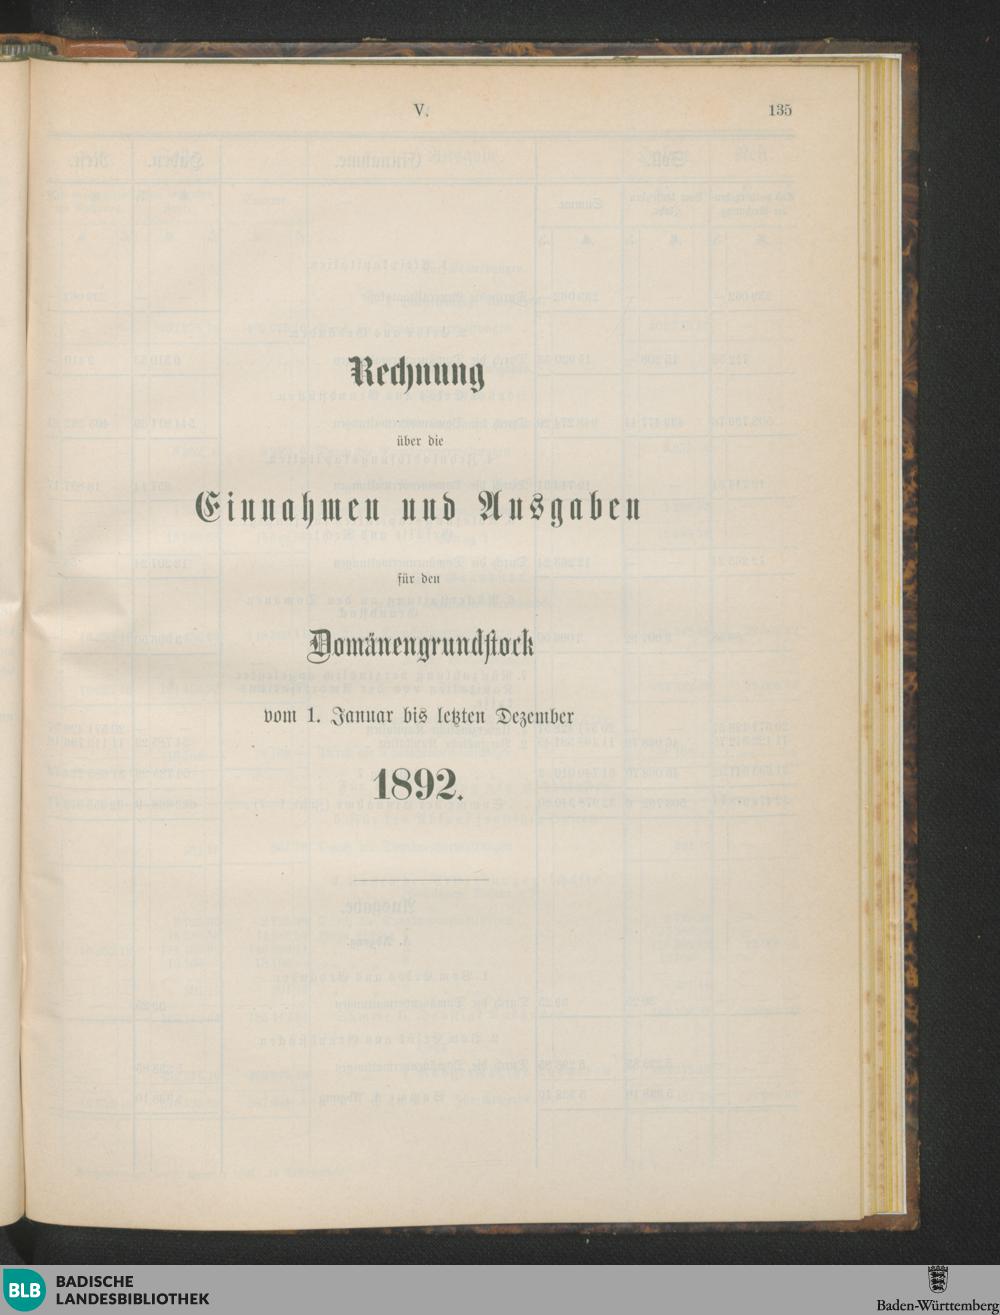 V.
135
Rechnung
über die
Einnahmen und Ausgaben
für den
Domänengrundstock
vom 1. Januar bis letzten Dezember
1892.
BLB
BADISCHE
LANDESBIBLIOTHEK
Baden-Württemberg